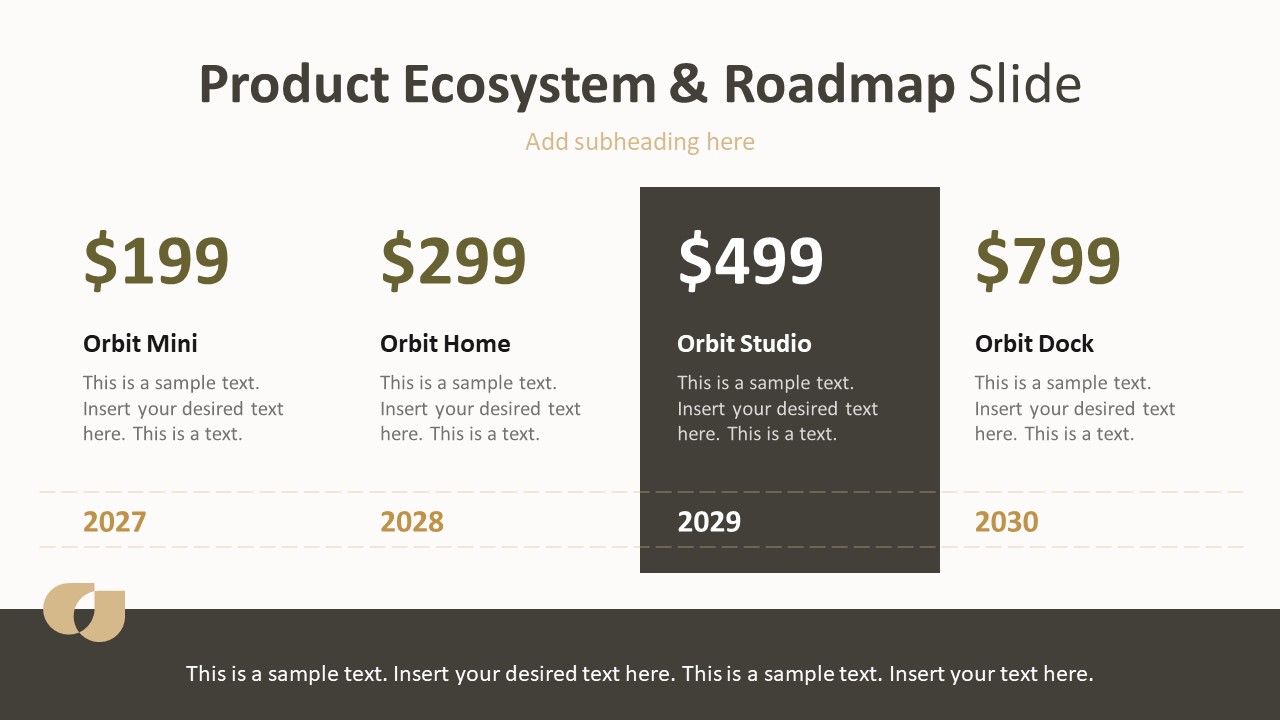 Product Ecosystem & Roadmap Slide
Add subheading here
$199
Orbit Mini
This is a sample text.
Insert your desired text
here. This is a text.
2027
$299
Orbit Home
This is a sample text.
Insert your desired text
here. This is a text.
2028
$499
Orbit Studio
This is a sample text.
Insert your desired text
here. This is a text.
2029
$799
Orbit Dock
This is a sample text.
Insert your desired text
here. This is a text.
2030
This is a sample text. Insert your desired text here. This is a sample text. Insert your text here.